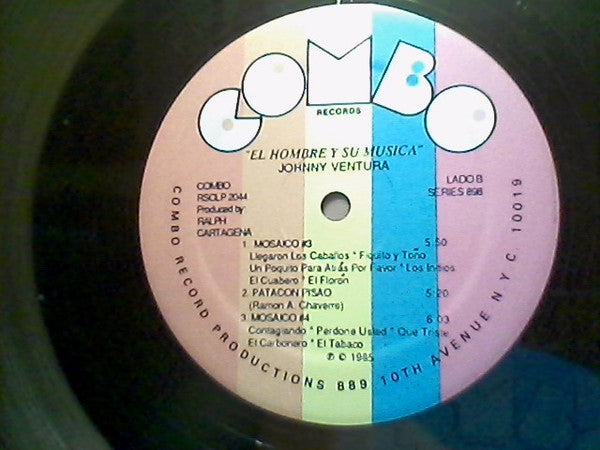 COMBO
RECORDS
"EL HOMBRE Y SU MUSICA"
JOHNNY VENTURA
COMBO
RSCLP 2044
Produced by
RALPH
CARTAGENA
LADO B
SERIES 898
1. MOSAICO #3 5:50
Llegaron Los Caballos * Fiquito y Toño
Un Poquito Para Atrás Por Favor * Los Indios
El Cuabero * El Florón
2. PATACON PISAO 5:20
(Ramon A. Chaverro)
3. MOSAICO #4 6:03
Contagiando * Perdone Usted * Que Triste
El Carbonero * El Tabaco
℗ © 1985
COMBO RECORD PRODUCTIONS 889 10TH AVENUE N.Y.C. 10019